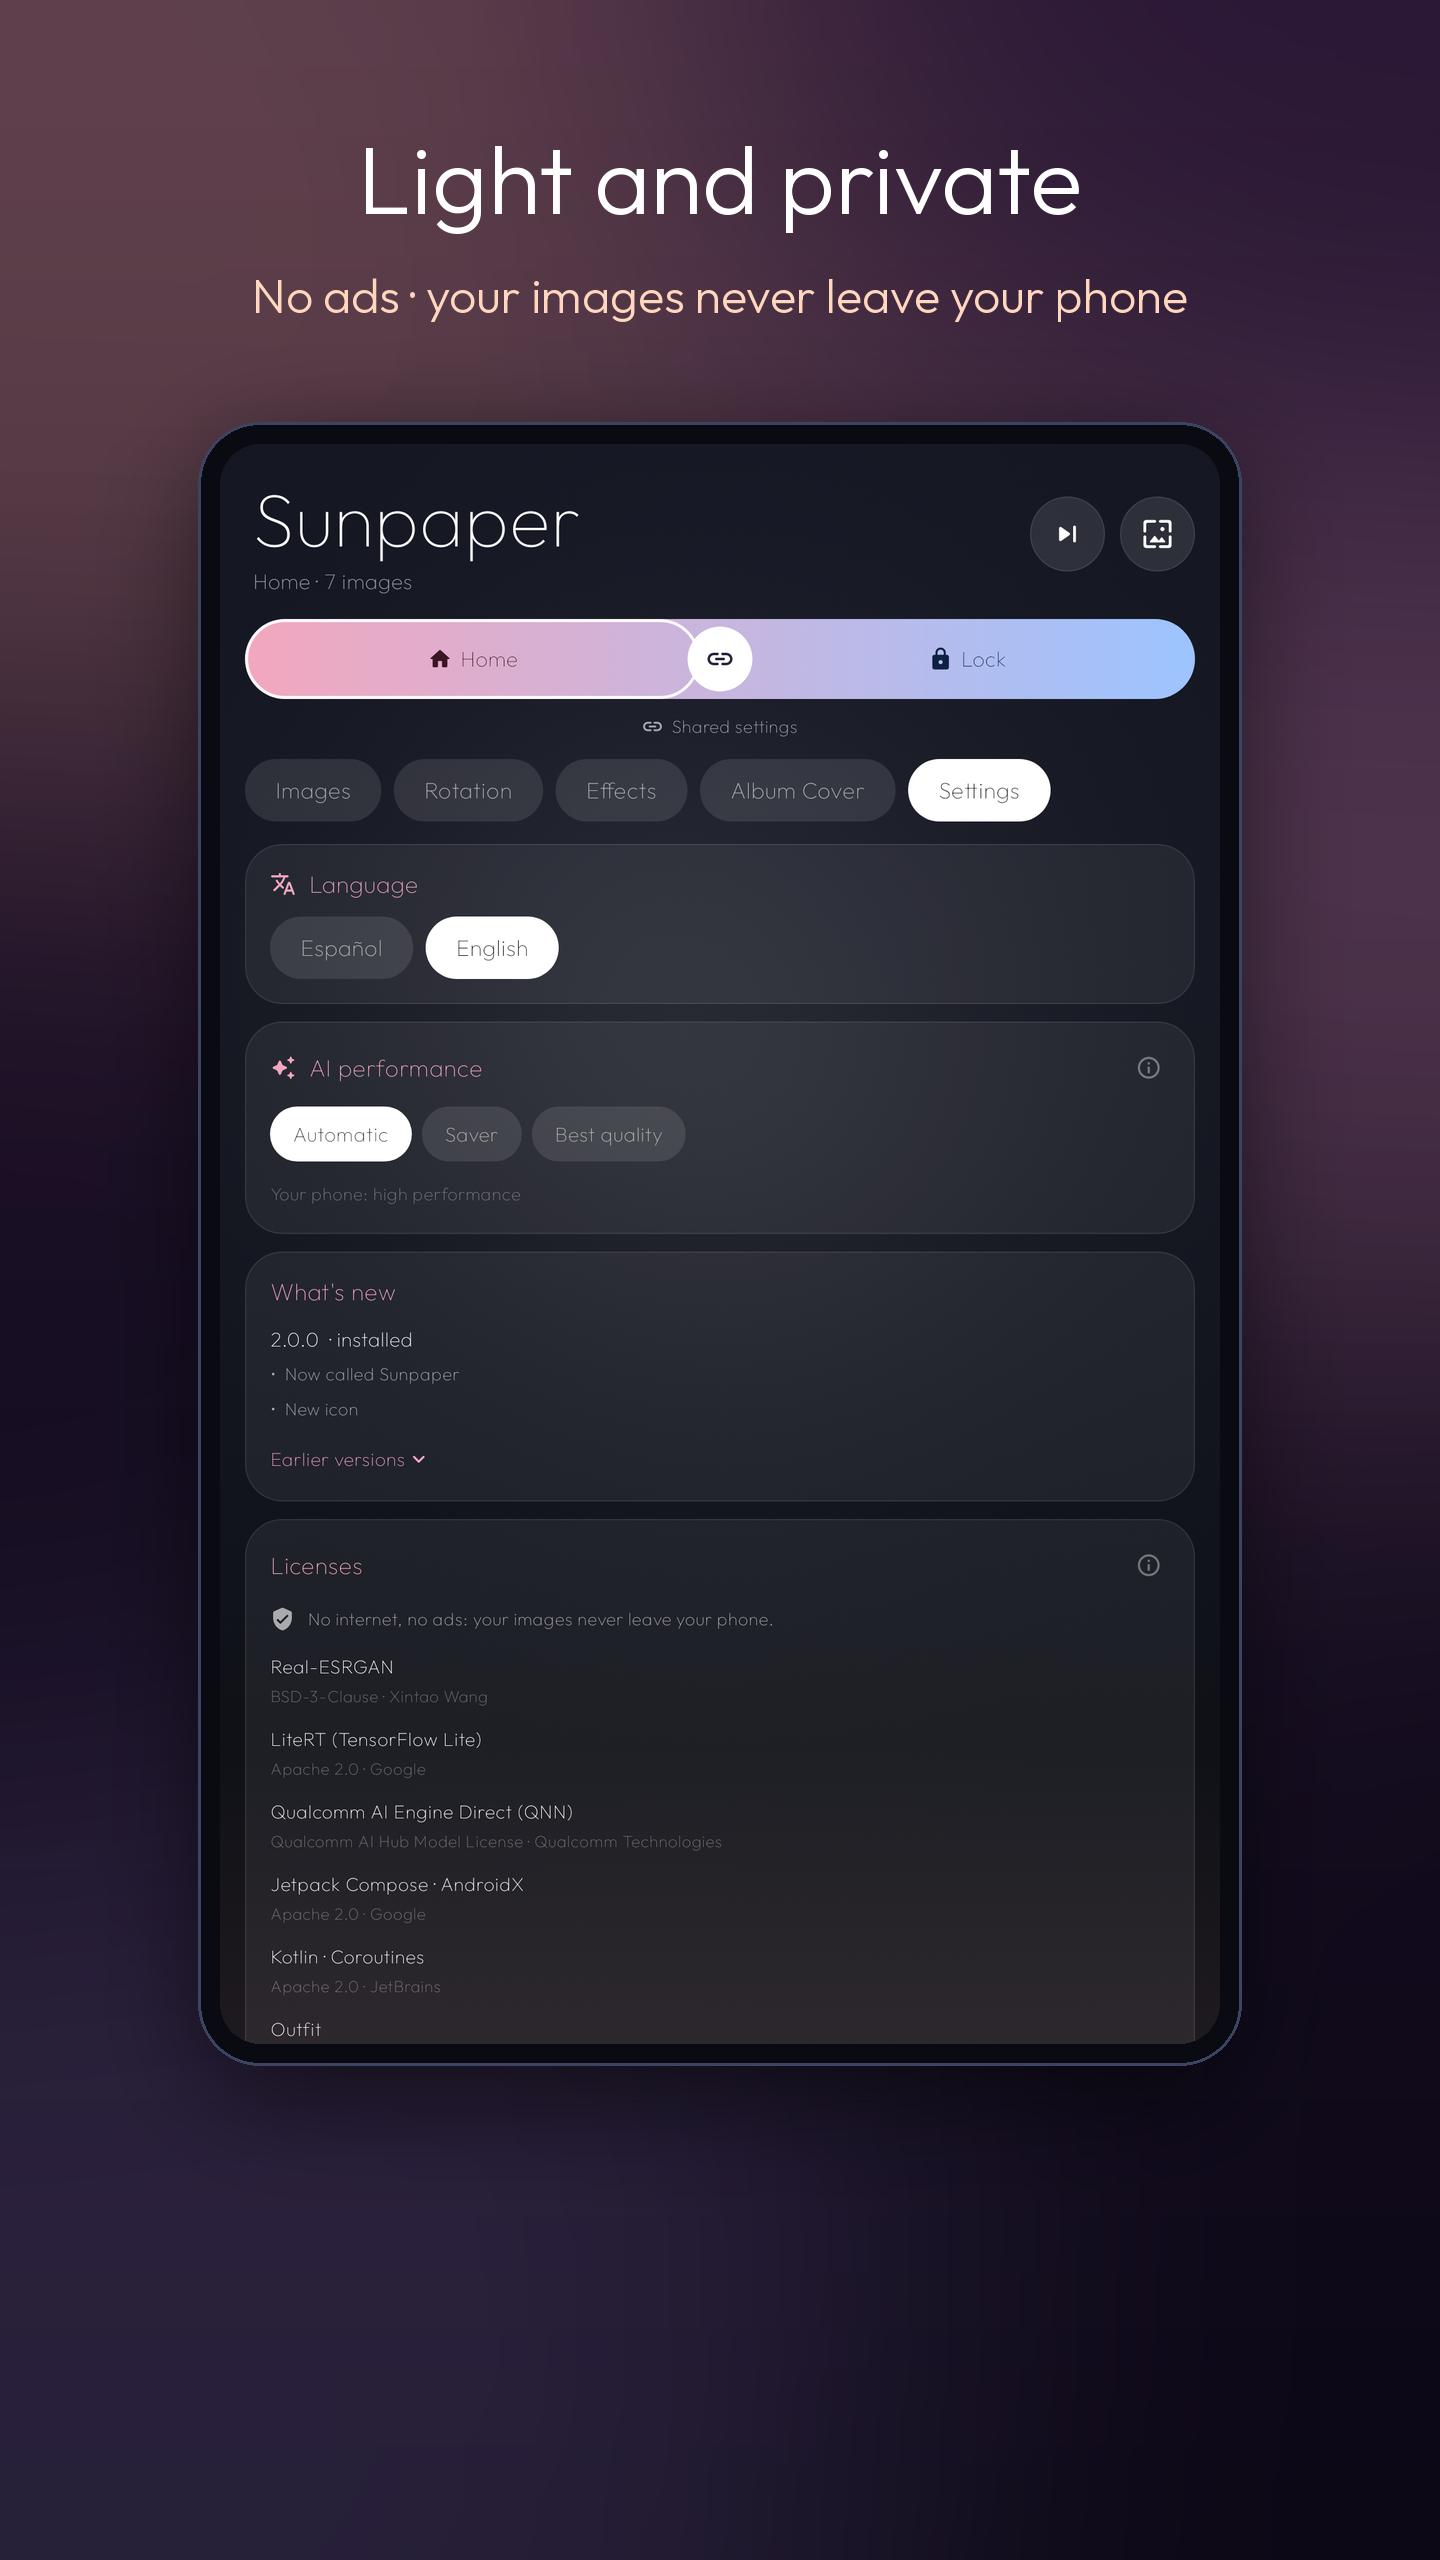 Light and private
No ads · your images never leave your phone
Sunpaper
Home · 7 images
Home
Lock
Shared settings
Images
Rotation
Effects
Album Cover
Settings
Language
Español
English
AI performance
Automatic
Saver
Best quality
Your phone: high performance
What's new
2.0.0 · installed
· Now called Sunpaper
· New icon
Earlier versions
Licenses
No internet, no ads: your images never leave your phone.
Real-ESRGAN
BSD-3-Clause · Xintao Wang
LiteRT (TensorFlow Lite)
Apache 2.0 · Google
Qualcomm AI Engine Direct (QNN)
Qualcomm AI Hub Model License · Qualcomm Technologies
Jetpack Compose · AndroidX
Apache 2.0 · Google
Kotlin · Coroutines
Apache 2.0 · JetBrains
Outfit